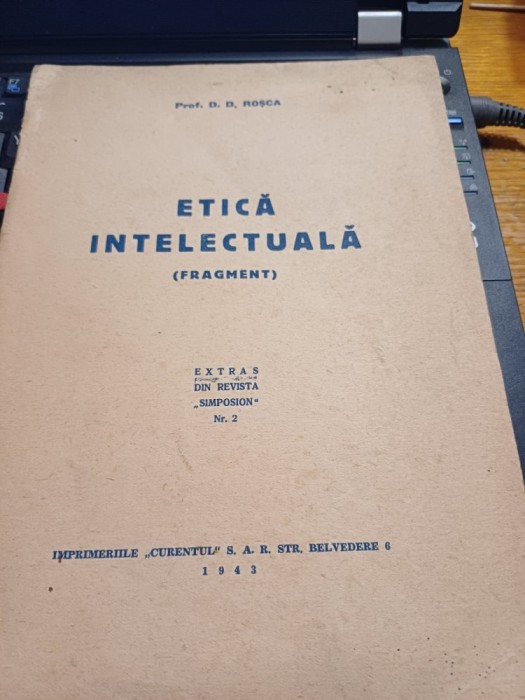 Prof. D. D. ROȘCA
ETICĂ
INTELECTUALĂ
(FRAGMENT)
EXTRAS
DIN REVISTA
„SIMPOSION“
Nr. 2
IMPRIMERIILE „CURENTUL“ S. A. R. STR. BELVEDERE 6
1943